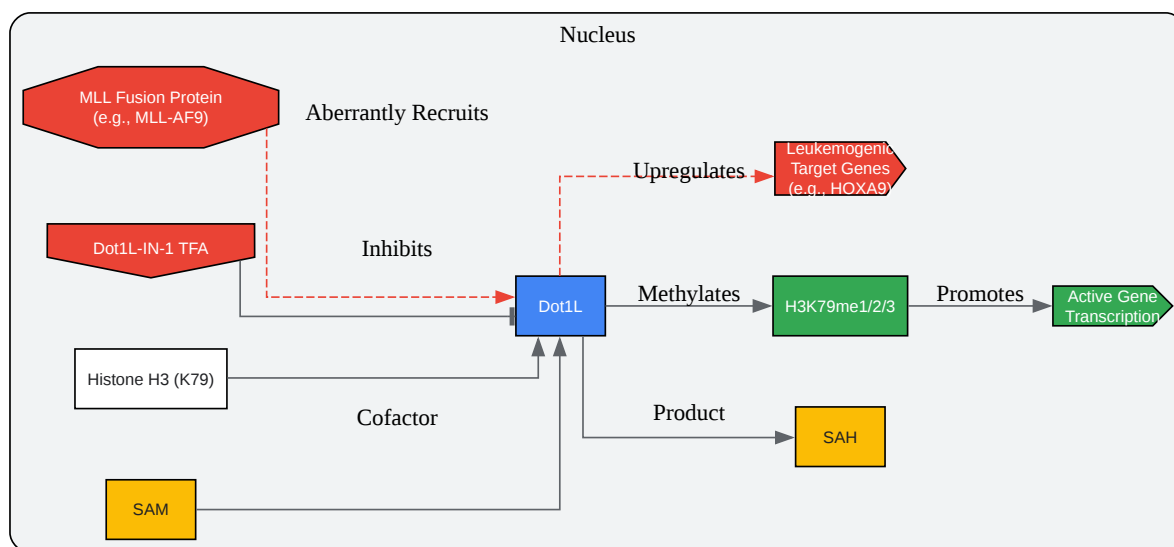 Nucleus
MLL Fusion Protein
(e.g., MLL-AF9)
Aberrantly Recruits
Leukemogenic
Target Genes
(e.g., HOXA9)
Upregulates
Dot1L-IN-1 TFA
Inhibits
Dot1L
Methylates
H3K79me1/2/3
Promotes
Active Gene
Transcription
Histone H3 (K79)
Cofactor
Product
SAH
SAM